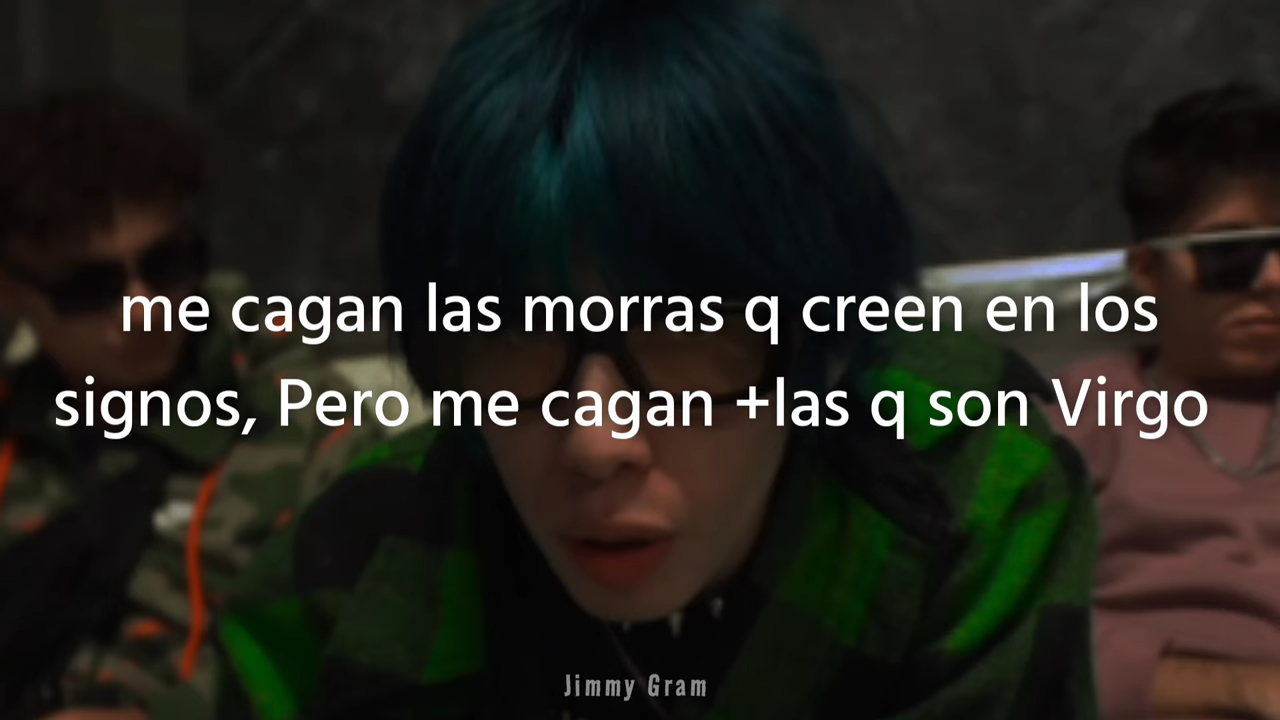 me cagan las morras q creen en los
signos, Pero me cagan +las q son Virgo
Jimmy Gram